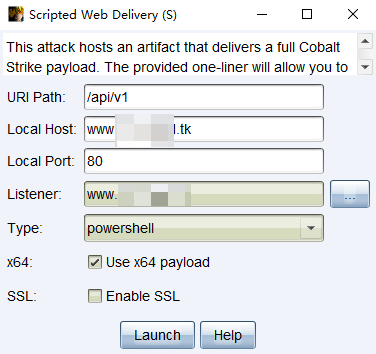 Scripted Web Delivery (S)
This attack hosts an artifact that delivers a full Cobalt
Strike payload. The provided one-liner will allow you to
URI Path: /api/v1
Local Host: www .tk
Local Port: 80
Listener: www. ...
Type: powershell
x64: Use x64 payload
SSL: Enable SSL
Launch Help